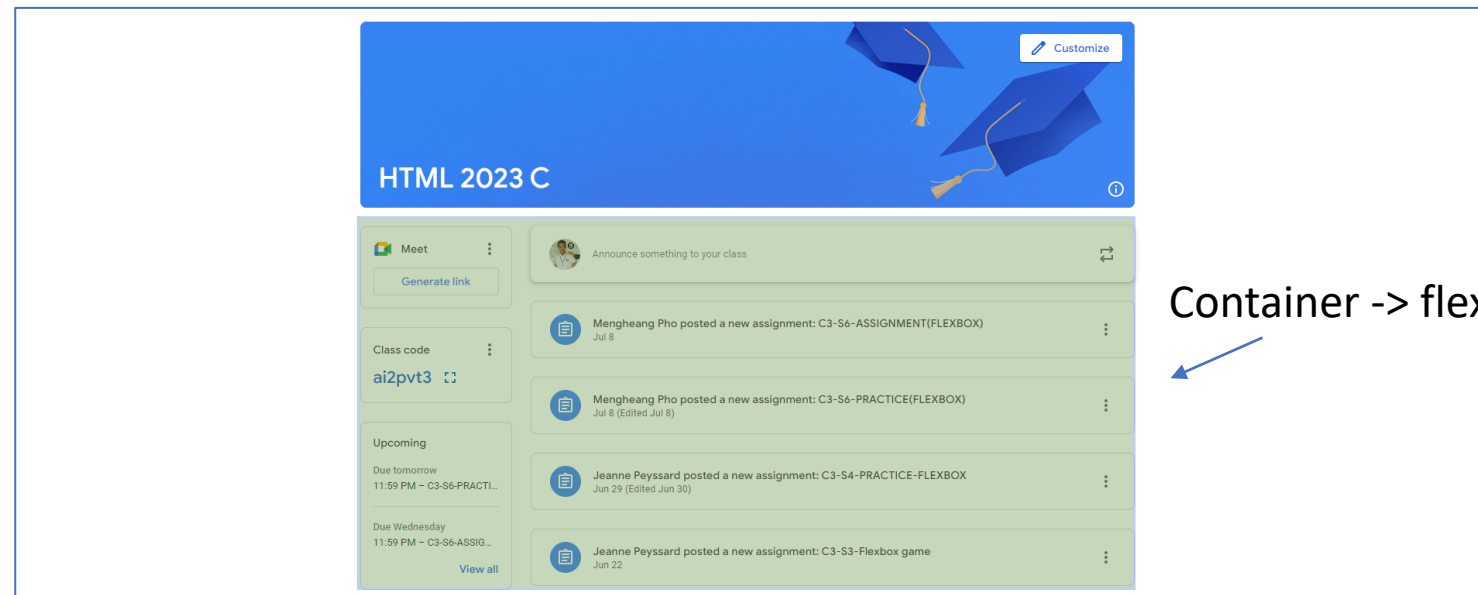 Customize
HTML 2023 C
Meet
Generate link
Class code
ai2pvt3
Upcoming
Due tomorrow
11:59 PM – C3-S6-PRACTI...
Due Wednesday
11:59 PM – C3-S6-ASSIG...
View all
Announce something to your class
Mengheang Pho posted a new assignment: C3-S6-ASSIGNMENT(FLEXBOX)
Jul 8
Mengheang Pho posted a new assignment: C3-S6-PRACTICE(FLEXBOX)
Jul 8 (Edited Jul 8)
Jeanne Peyssard posted a new assignment: C3-S4-PRACTICE-FLEXBOX
Jun 29 (Edited Jun 30)
Jeanne Peyssard posted a new assignment: C3-S3-Flexbox game
Jun 22
Container -> flex